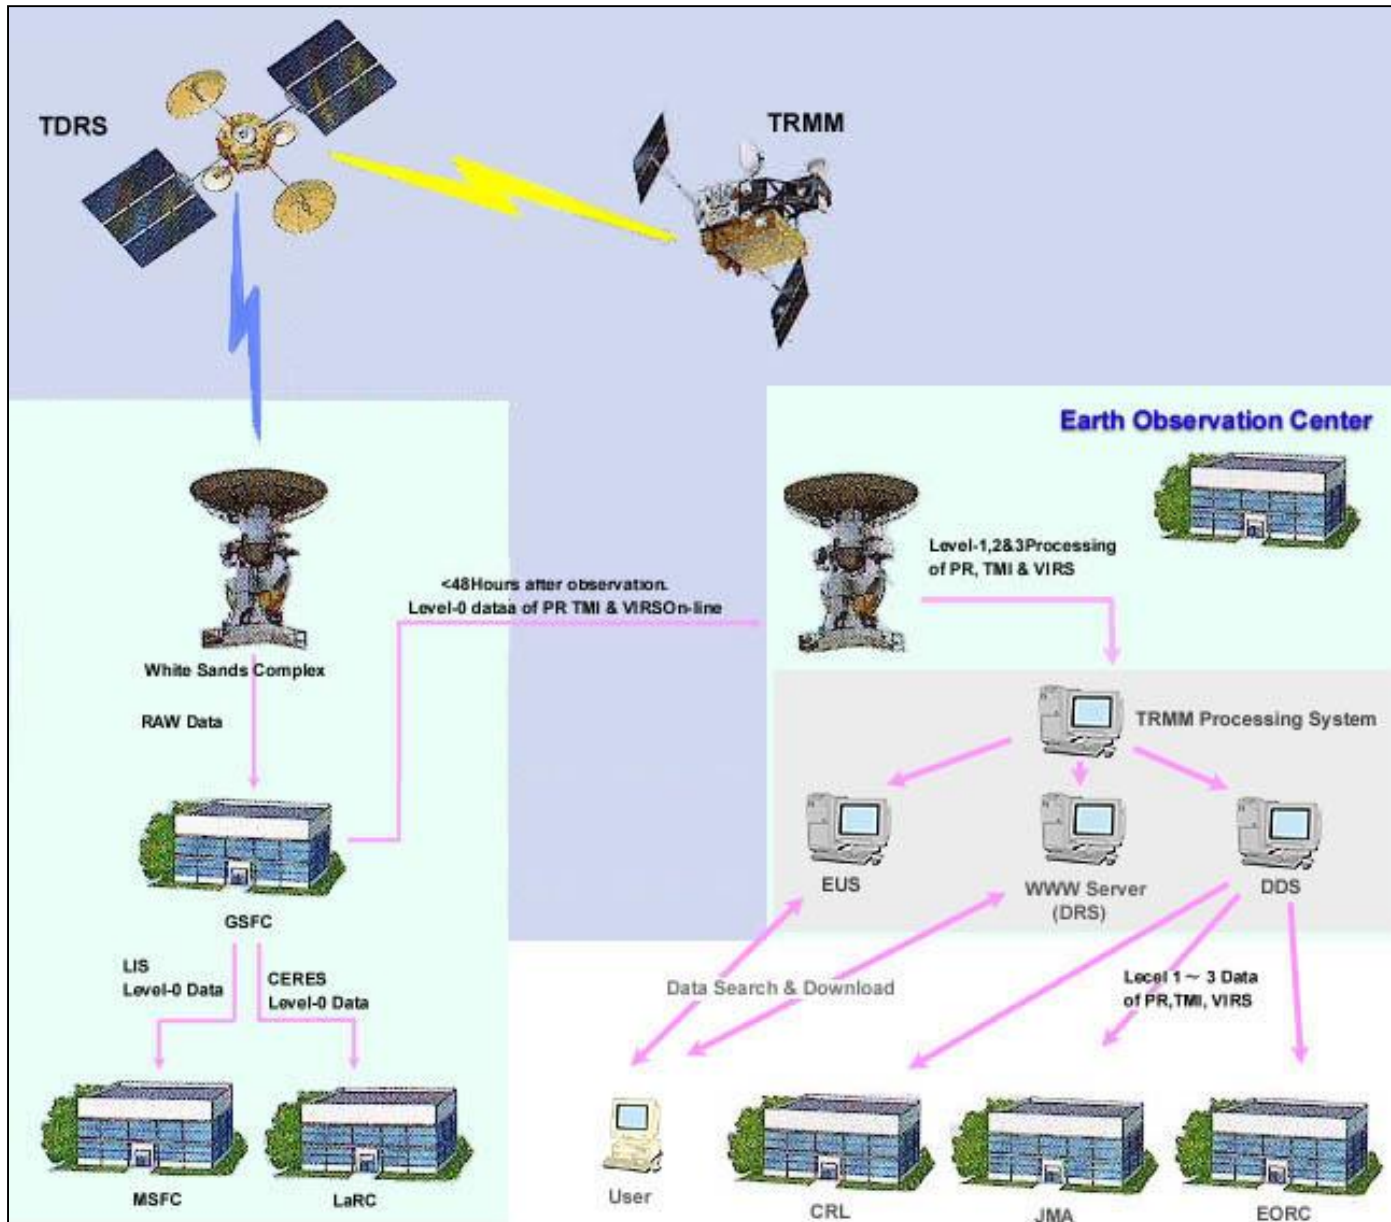 TDRS
TRMM
Earth Observation Center
Level-1,2&3Processing
of PR, TMI & VIRS
<48Hours after observation.
Level-0 dataa of PR TMI & VIRSOn-line
White Sands Complex
RAW Data
TRMM Processing System
EUS
WWW Server
(DRS)
DDS
GSFC
LIS
Level-0 Data
CERES
Level-0 Data
Data Search & Download
Lecel 1 ~ 3 Data
of PR,TMI, VIRS
MSFC
LaRC
User
CRL
JMA
EORC